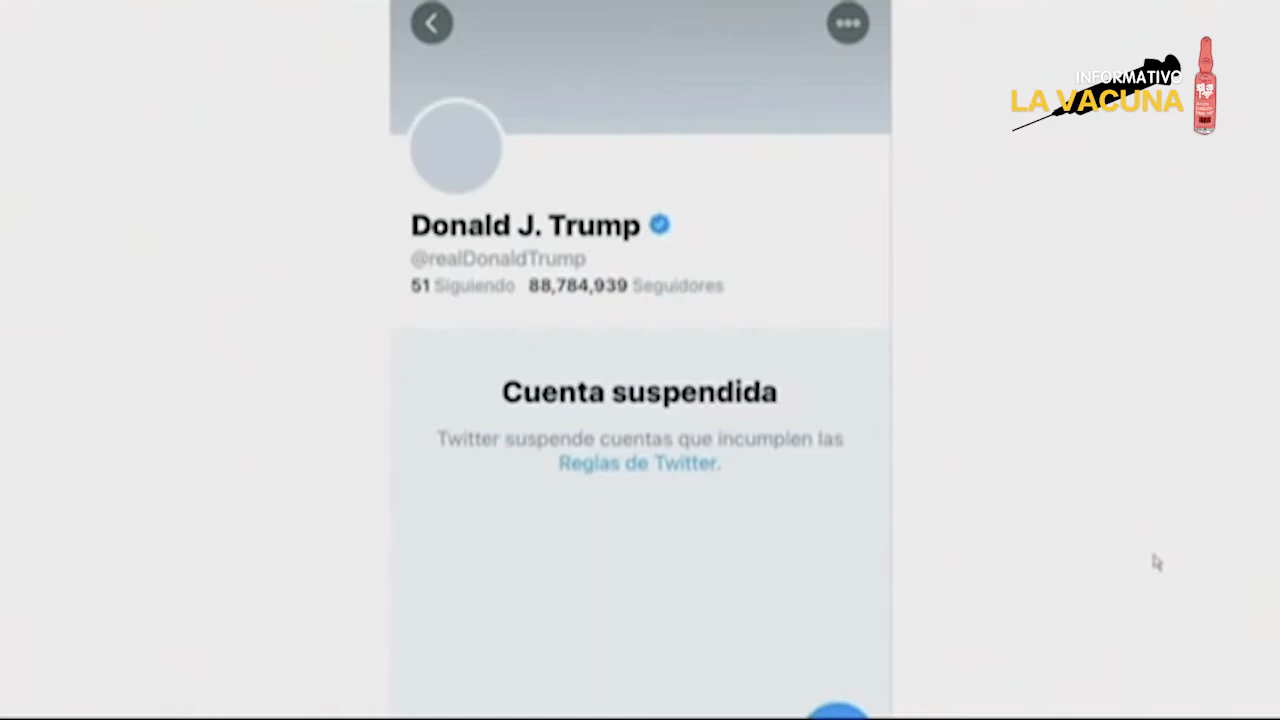 INFORMATIVO
LA VACUNA
Donald J. Trump
@realDonaldTrump
51 Siguiendo 88,784,939 Seguidores
Cuenta suspendida
Twitter suspende cuentas que incumplen las
Reglas de Twitter.